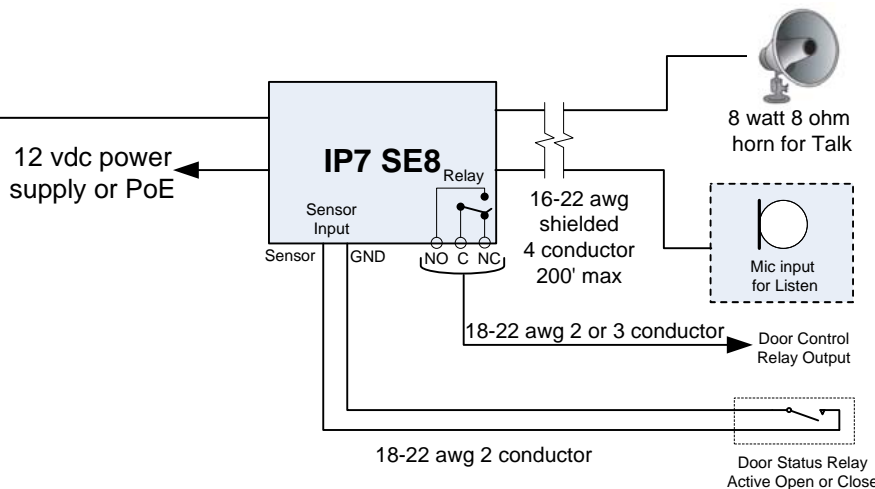 8 watt 8 ohm
horn for Talk
12 vdc power
supply or PoE
IP7 SE8
Relay
Sensor
Input
Sensor
GND
NO C NC
16-22 awg
shielded
4 conductor
200' max
Mic input
for Listen
18-22 awg 2 or 3 conductor
Door Control
Relay Output
18-22 awg 2 conductor
Door Status Relay
Active Open or Close